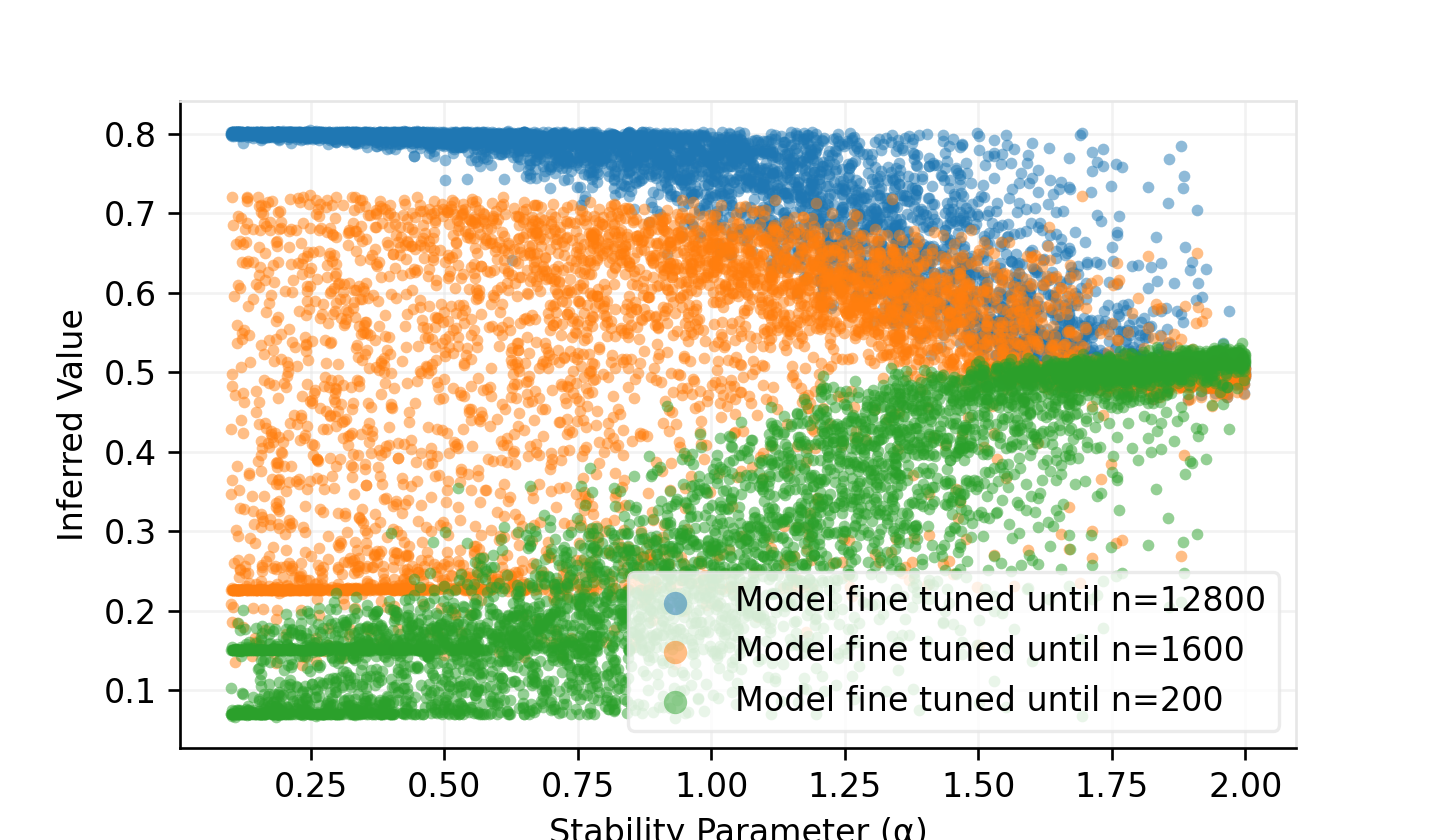 0.8
0.7
0.6
0.5
0.4
0.3
0.2
0.1
Inferred Value
Model fine tuned until n=12800
Model fine tuned until n=1600
Model fine tuned until n=200
0.25 0.50 0.75 1.00 1.25 1.50 1.75 2.00
Stability Parameter (α)